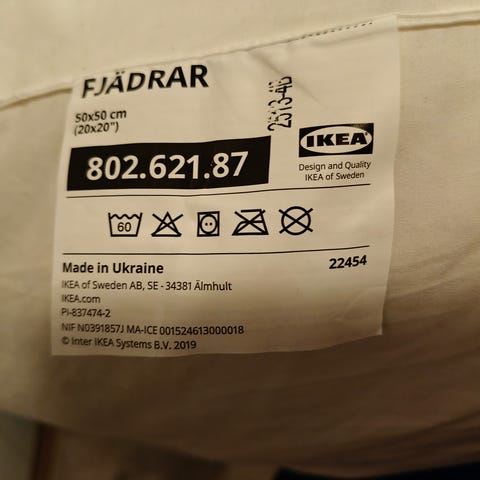 FJÄDRAR
50x50 cm
(20x20")
802.621.87
2313-4B
IKEA
Design and Quality
IKEA of Sweden
60
Made in Ukraine
22454
IKEA of Sweden AB, SE - 34381 Älmhult
IKEA.com
PI-837474-2
NIF N0391857J MA-ICE 001524613000018
© Inter IKEA Systems B.V. 2019